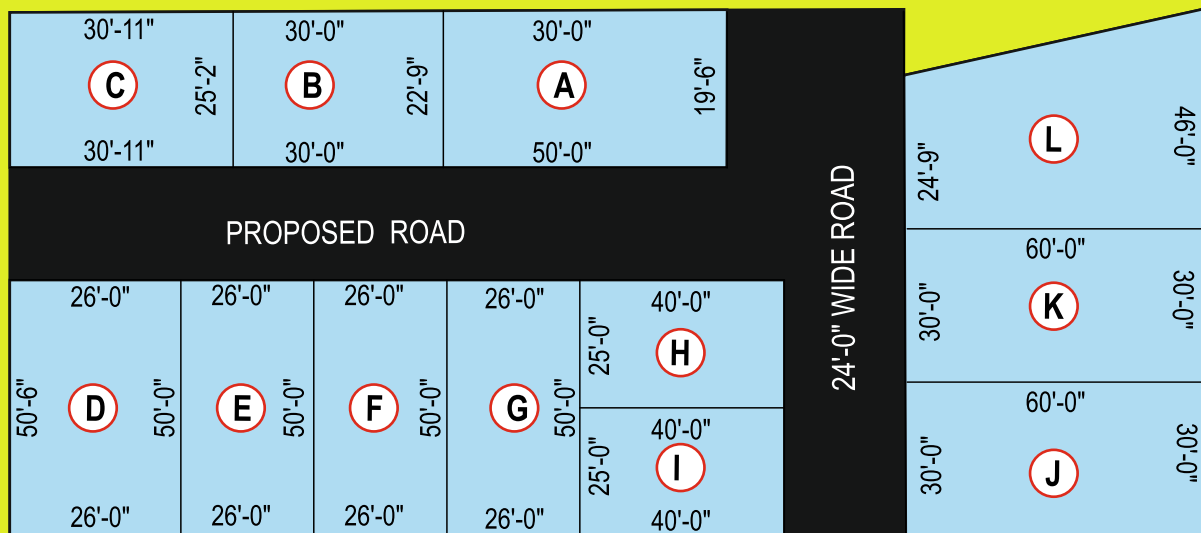 30'-11"
30'-0"
30'-0"
C
25'-2"
B
22'-9"
A
19'-6"
30'-11"
30'-0"
50'-0"
PROPOSED ROAD
24'-0" WIDE ROAD
24'-9"
L
46'-0"
60'-0"
30'-0"
K
30'-0"
60'-0"
30'-0"
J
30'-0"
26'-0"
26'-0"
26'-0"
26'-0"
40'-0"
50'-6"
D
50'-0"
E
50'-0"
F
50'-0"
G
50'-0"
25'-0"
H
40'-0"
25'-0"
I
26'-0"
26'-0"
26'-0"
26'-0"
40'-0"